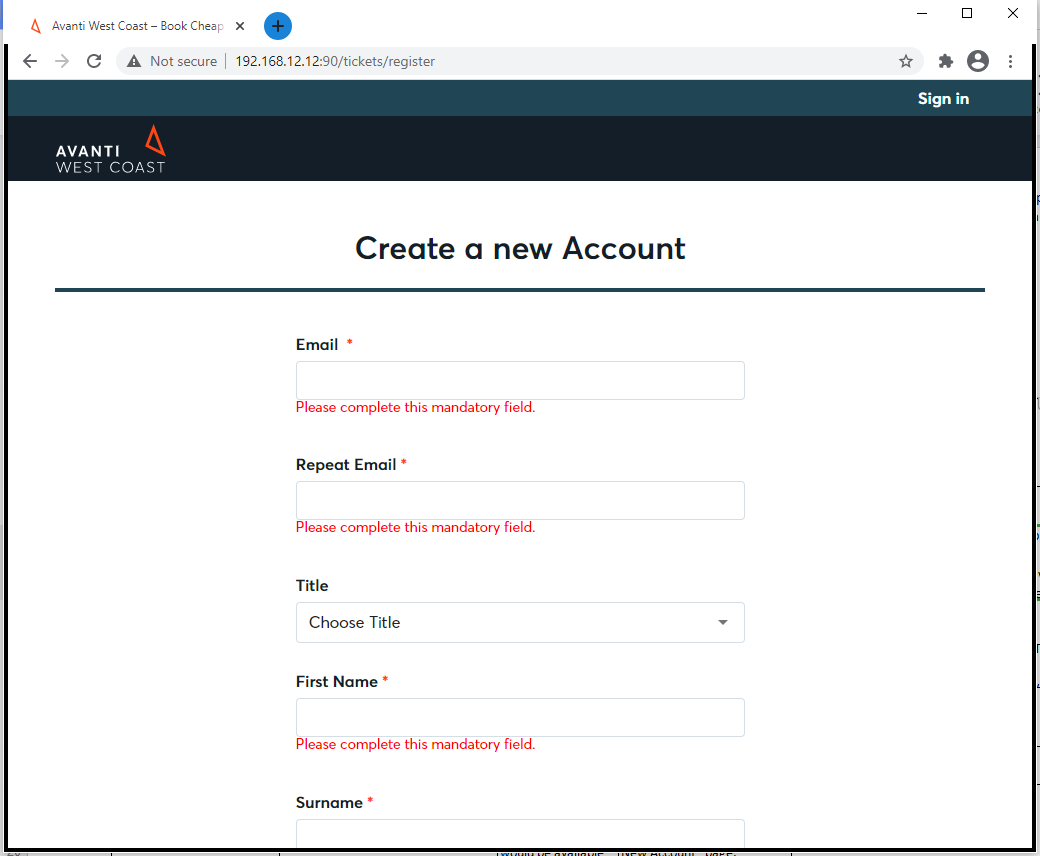 Avanti West Coast – Book Cheap
Not secure
192.168.12.12:90/tickets/register
Sign in
AVANTI
WEST COAST
Create a new Account
Email *
Please complete this mandatory field.
Repeat Email *
Please complete this mandatory field.
Title
Choose Title
First Name *
Please complete this mandatory field.
Surname *